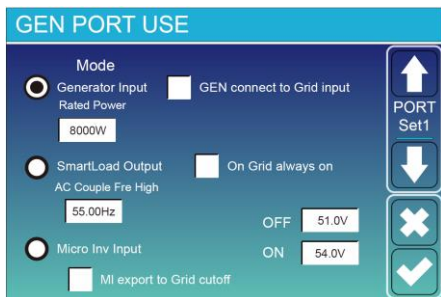 GEN PORT USE
Mode
Generator Input
GEN connect to Grid input
Rated Power
8000W
PORT
Set1
SmartLoad Output
On Grid always on
AC Couple Fre High
55.00Hz
OFF 51.0V
Micro Inv Input
ON 54.0V
MI export to Grid cutoff